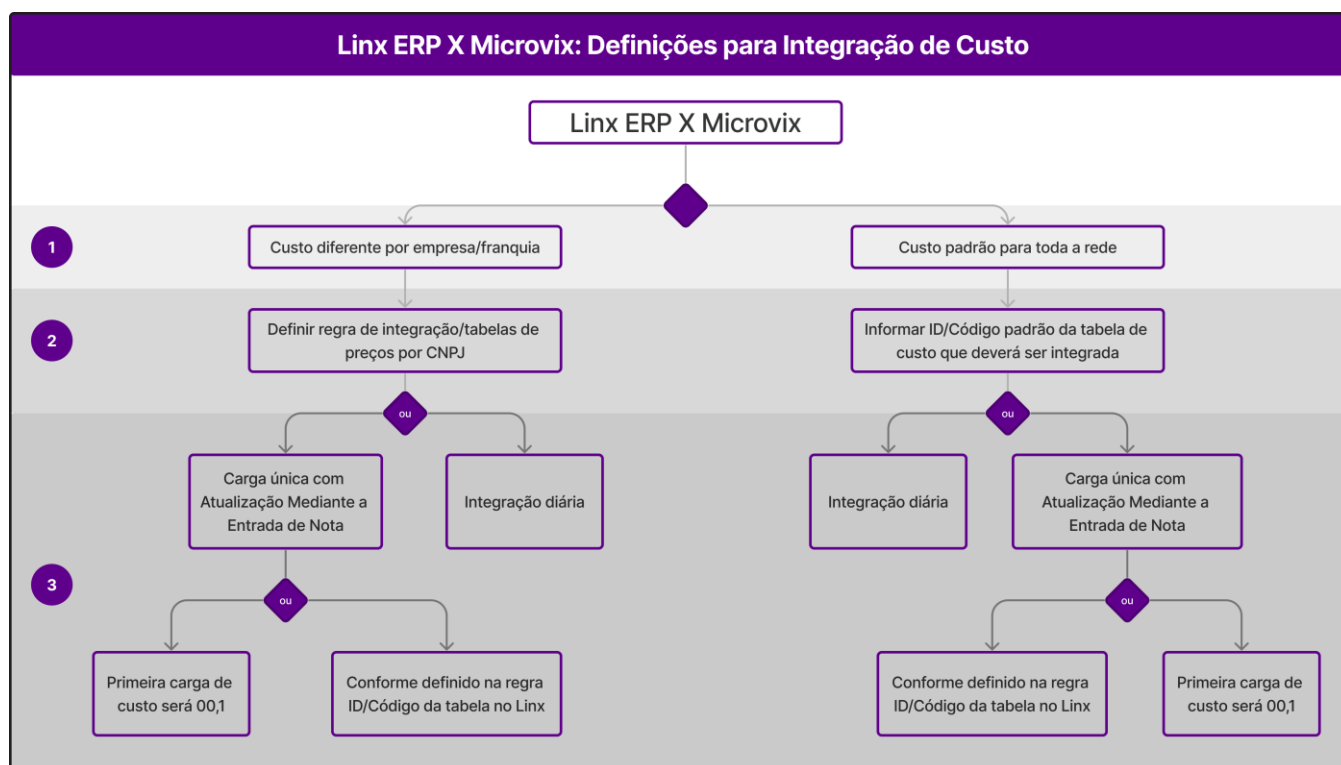 Linx ERP X Microvix: Definições para Integração de Custo
Linx ERP X Microvix
1
Custo diferente por empresa/franquia
Custo padrão para toda a rede
2
Definir regra de integração/tabelas de
preços por CNPJ
Informar ID/Código padrão da tabela de
custo que deverá ser integrada
ou
ou
3
Carga única com
Atualização Mediante a
Entrada de Nota
Integração diária
Integração diária
Carga única com
Atualização Mediante a
Entrada de Nota
ou
ou
Primeira carga de
custo será 00,1
Conforme definido na regra
ID/Código da tabela no Linx
Conforme definido na regra
ID/Código da tabela no Linx
Primeira carga de
custo será 00,1